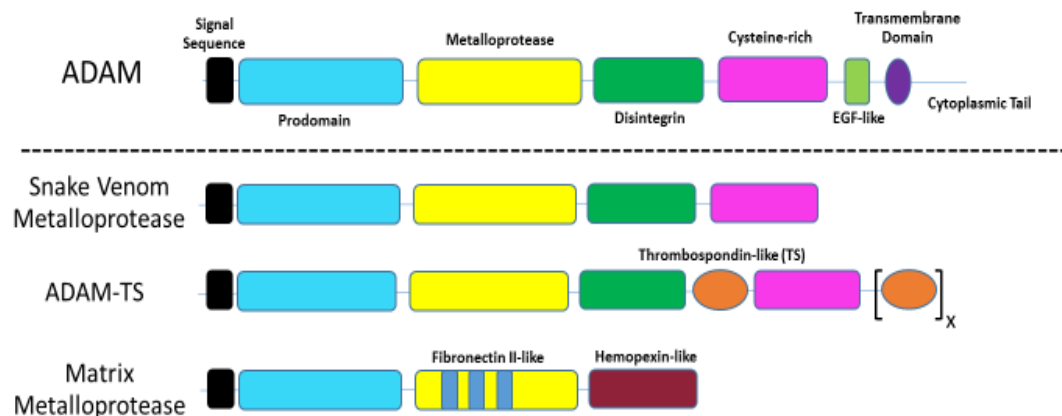 Signal
Sequence
Metalloprotease
Cysteine-rich
Transmembrane
Domain
ADAM
Prodomain
Disintegrin
EGF-like
Cytoplasmic Tail
Snake Venom
Metalloprotease
Thrombospondin-like (TS)
ADAM-TS
X
Fibronectin II-like
Hemopexin-like
Matrix
Metalloprotease